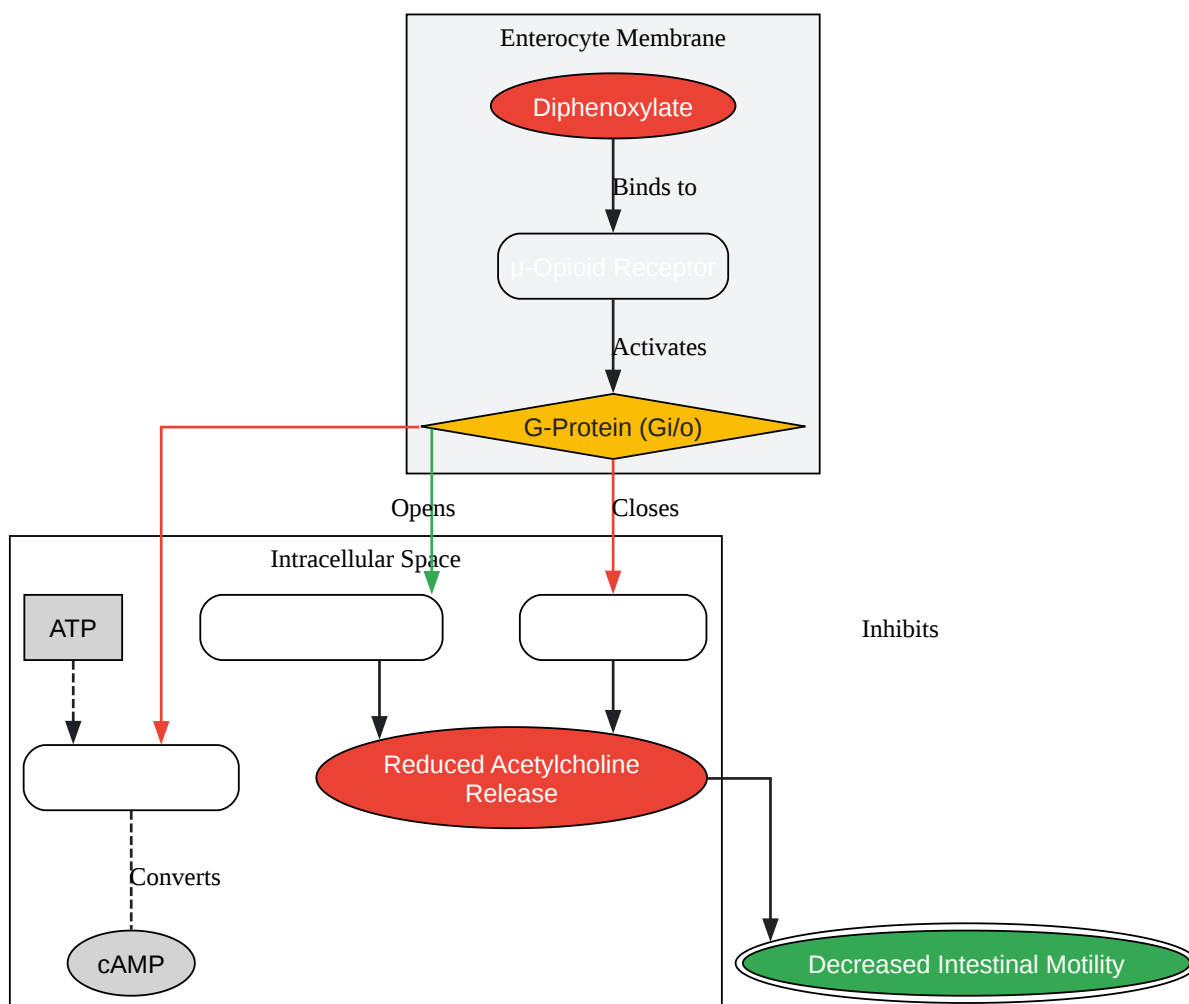 Enterocyte Membrane
Diphenoxylate
Binds to
μ-Opioid Receptor
Activates
G-Protein (Gi/o)
Opens
Closes
Intracellular Space
ATP
Inhibits
Reduced Acetylcholine
Release
Converts
cAMP
Decreased Intestinal Motility